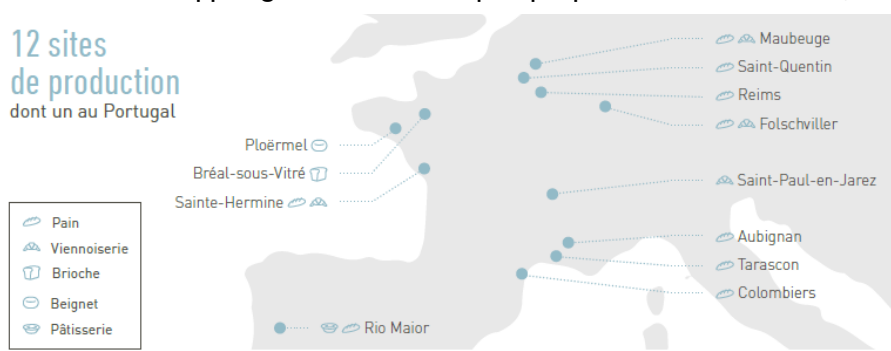 12 sites
de production
dont un au Portugal
Maubeuge
Saint-Quentin
Reims
Folschviller
Ploërmel
Bréal-sous-Vitré
Sainte-Hermine
Saint-Paul-en-Jarez
Aubignan
Tarascon
Colombiers
Rio Maior
Pain
Viennoiserie
Brioche
Beignet
Pâtisserie